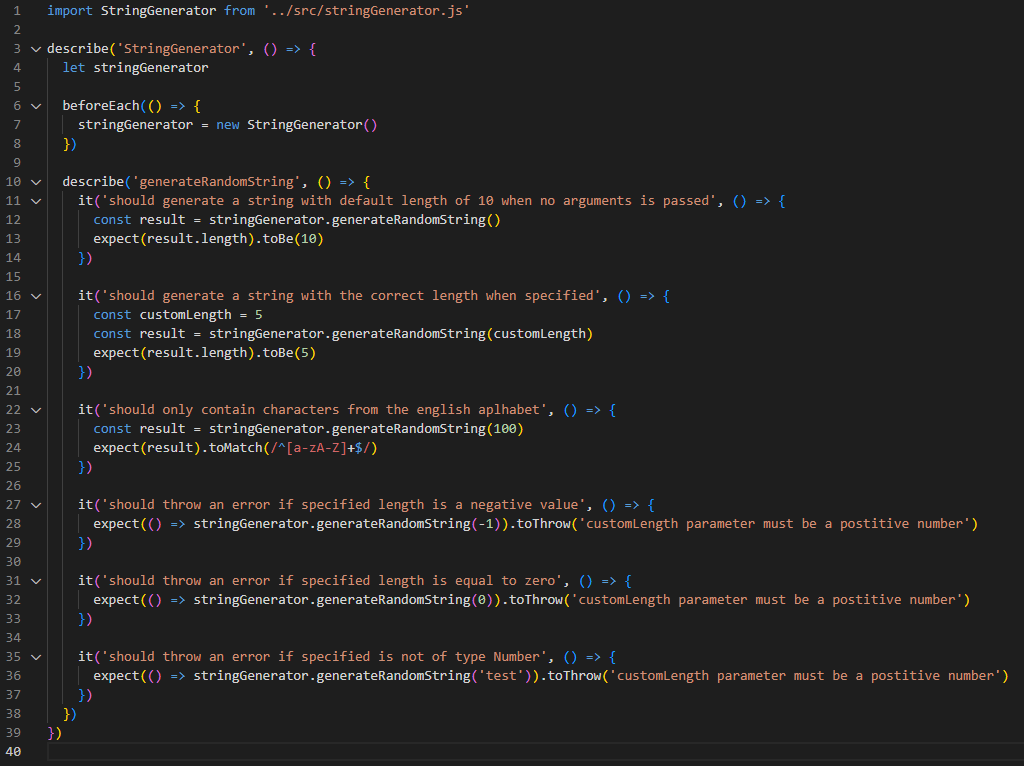 1 import StringGenerator from '../src/stringGenerator.js'
2
3 describe('StringGenerator', () => {
4 let stringGenerator
5
6 beforeEach(() => {
7 stringGenerator = new StringGenerator()
8 })
9
10 describe('generateRandomString', () => {
11 it('should generate a string with default length of 10 when no arguments is passed', () => {
12 const result = stringGenerator.generateRandomString()
13 expect(result.length).toBe(10)
14 })
15
16 it('should generate a string with the correct length when specified', () => {
17 const customLength = 5
18 const result = stringGenerator.generateRandomString(customLength)
19 expect(result.length).toBe(5)
20 })
21
22 it('should only contain characters from the english aplhabet', () => {
23 const result = stringGenerator.generateRandomString(100)
24 expect(result).toMatch(/^[a-zA-Z]+$/)
25 })
26
27 it('should throw an error if specified length is a negative value', () => {
28 expect(() => stringGenerator.generateRandomString(-1)).toThrow('customLength parameter must be a postitive number')
29 })
30
31 it('should throw an error if specified length is equal to zero', () => {
32 expect(() => stringGenerator.generateRandomString(0)).toThrow('customLength parameter must be a postitive number')
33 })
34
35 it('should throw an error if specified is not of type Number', () => {
36 expect(() => stringGenerator.generateRandomString('test')).toThrow('customLength parameter must be a postitive number')
37 })
38 })
39 })
40